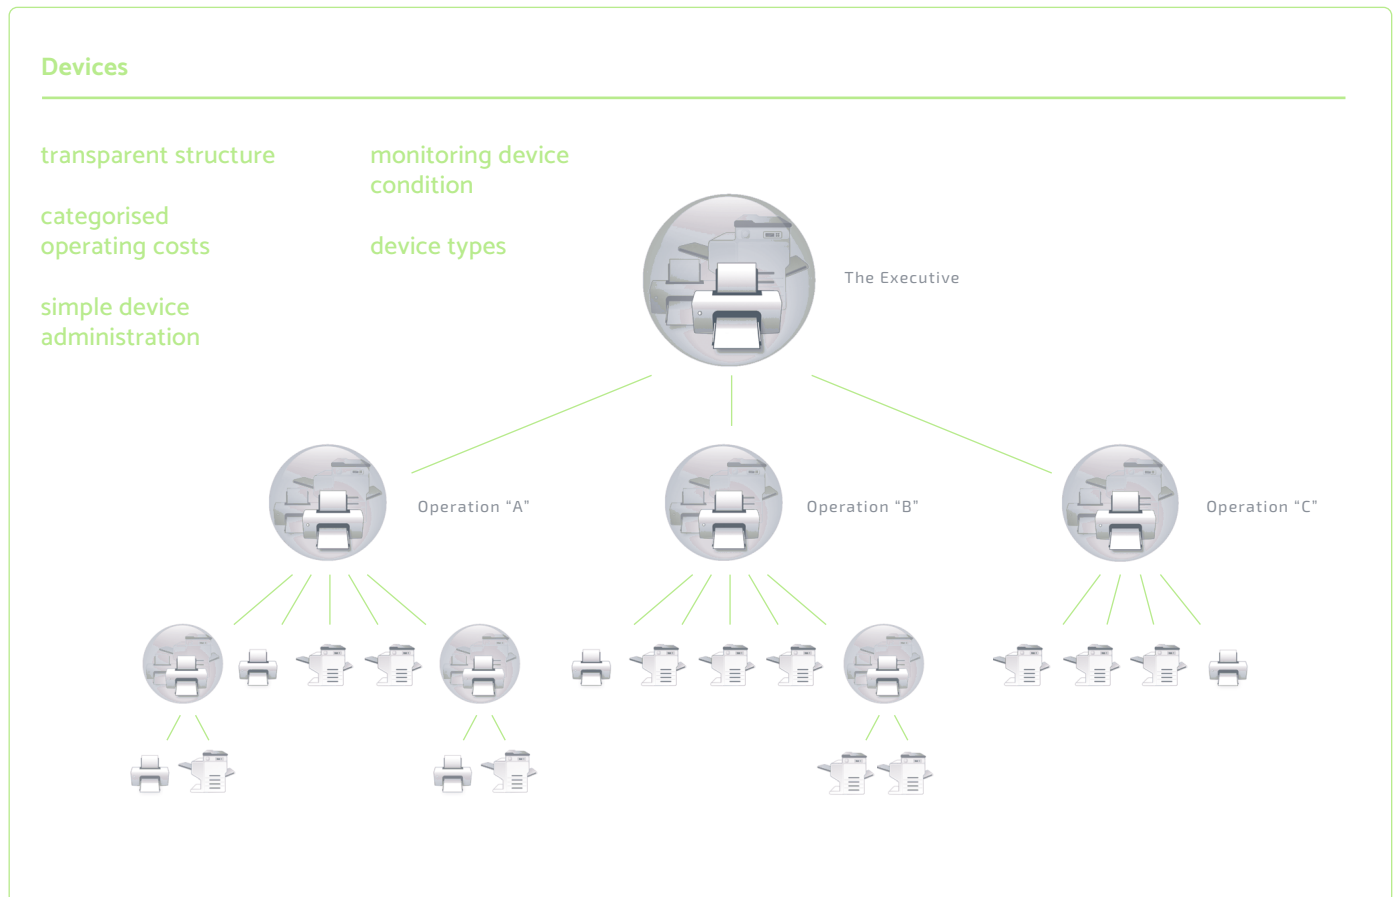 Devices
transparent structure
categorised
operating costs
simple device
administration
monitoring device
condition
device types
The Executive
Operation “A”
Operation “B”
Operation “C”